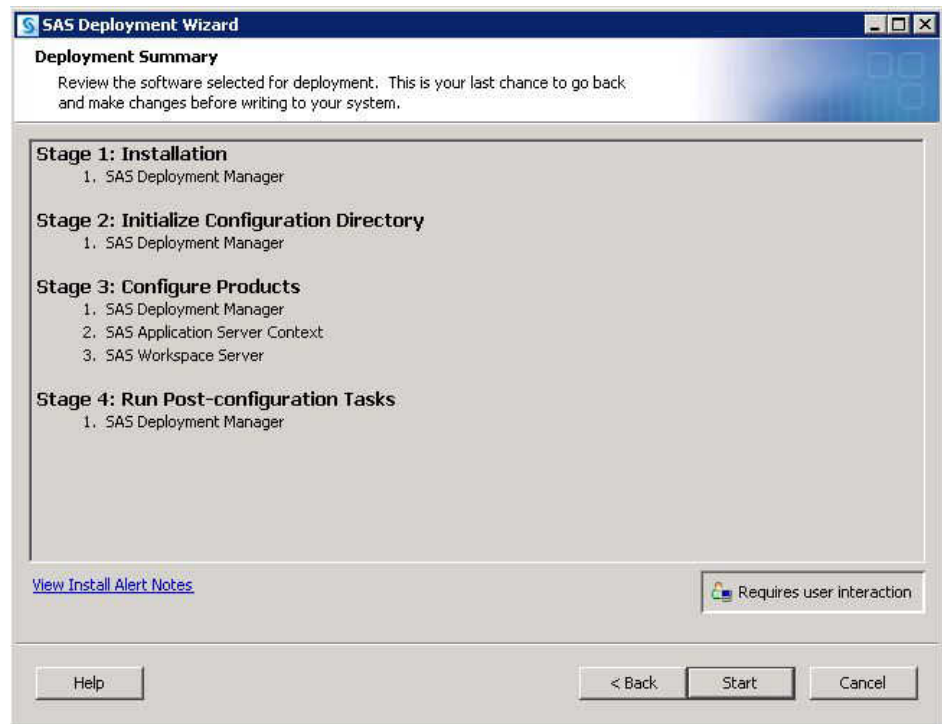 SAS Deployment Wizard
Deployment Summary
Review the software selected for deployment. This is your last chance to go back
and make changes before writing to your system.
Stage 1: Installation
1. SAS Deployment Manager
Stage 2: Initialize Configuration Directory
1. SAS Deployment Manager
Stage 3: Configure Products
1. SAS Deployment Manager
2. SAS Application Server Context
3. SAS Workspace Server
Stage 4: Run Post-configuration Tasks
1. SAS Deployment Manager
View Install Alert Notes
Requires user interaction
Help
< Back
Start
Cancel